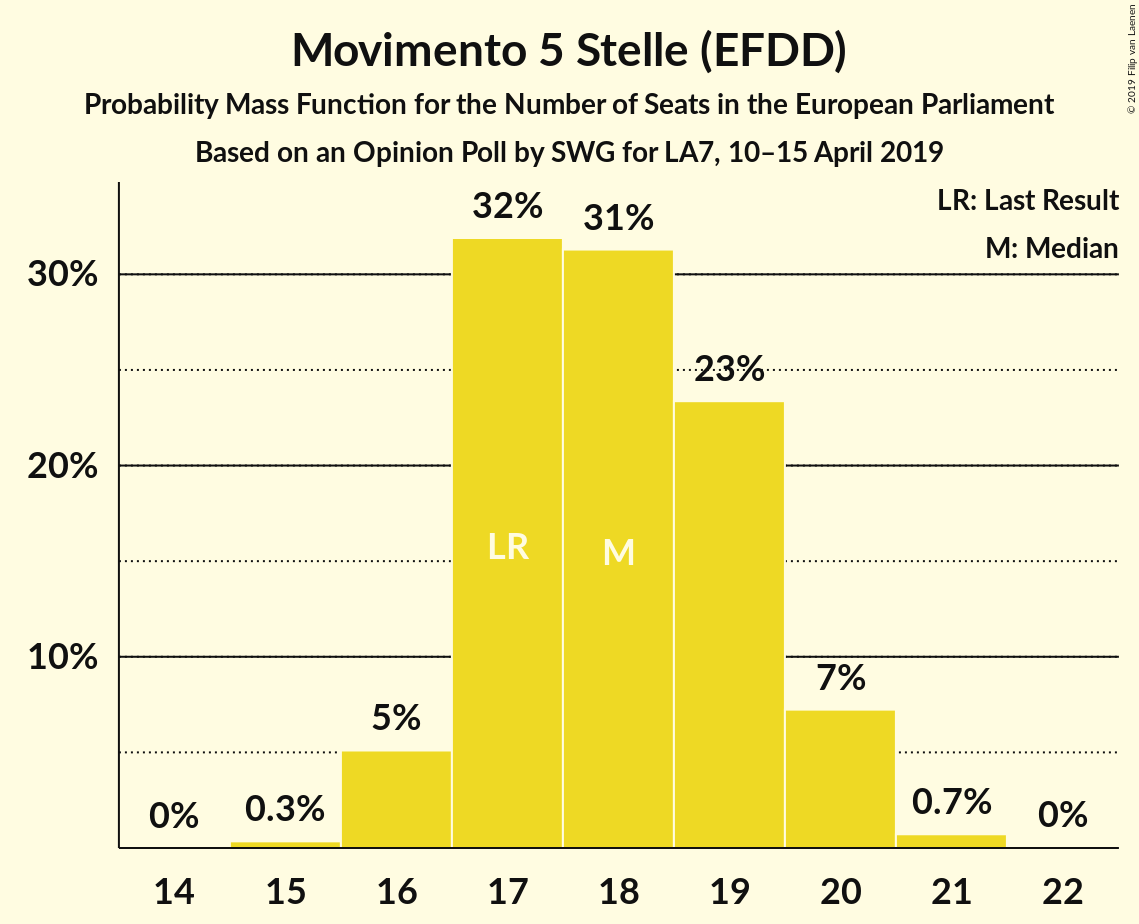 Movimento 5 Stelle (EFDD)
Probability Mass Function for the Number of Seats in the European Parliament
Based on an Opinion Poll by SWG for LA7, 10–15 April 2019
© 2019 Filip van Laenen
LR: Last Result
M: Median
32%
31%
30%
23%
20%
LR
M
10%
7%
5%
0%
0.3%
0.7%
0%
14 15 16 17 18 19 20 21 22